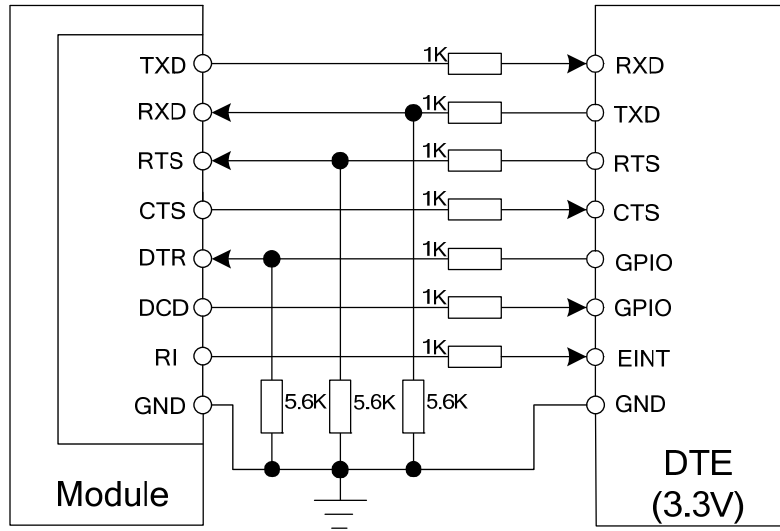 TXD 1K RXD
RXD 1K TXD
RTS 1K RTS
CTS 1K CTS
DTR 1K GPIO
DCD 1K GPIO
RI 1K EINT
GND 5.6K 5.6K 5.6K GND
Module
DTE
(3.3V)